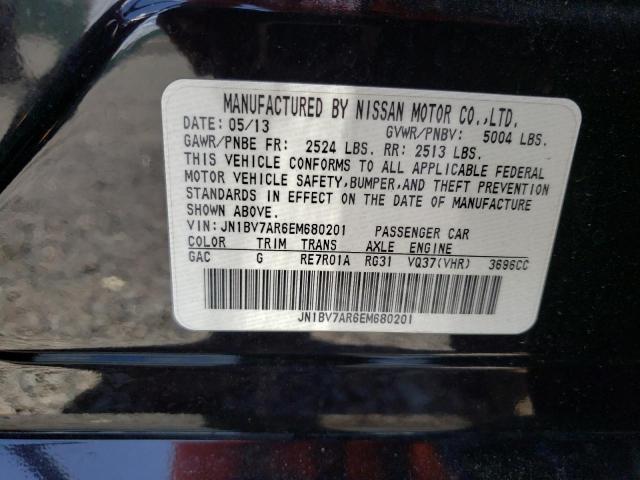 MANUFACTURED BY NISSAN MOTOR CO.,LTD.
DATE: 05/13 GVWR/PNBV: 5004 LBS.
GAWR/PNBE FR: 2524 LBS. RR: 2513 LBS.
THIS VEHICLE CONFORMS TO ALL APPLICABLE FEDERAL
MOTOR VEHICLE SAFETY,BUMPER,AND THEFT PREVENTION
STANDARDS IN EFFECT ON THE DATE OF MANUFACTURE
SHOWN ABOVE.
VIN: JN1BV7AR6EM680201 PASSENGER CAR
COLOR TRIM TRANS AXLE ENGINE
GAC G RE7R01A RG31 VQ37(VHR) 3696CC
JN1BV7AR6EM680201